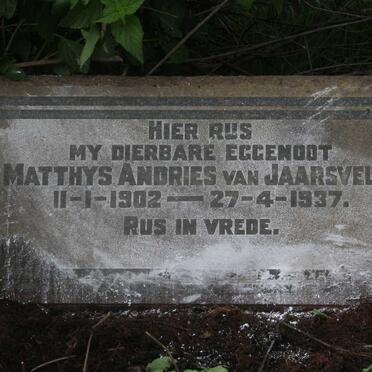 HIER RUS
MY DIERBARE EGGENOOT
MATTHYS ANDRIES VAN JAARSVEL
11-1-1902 — 27-4-1937.
RUS IN VREDE.